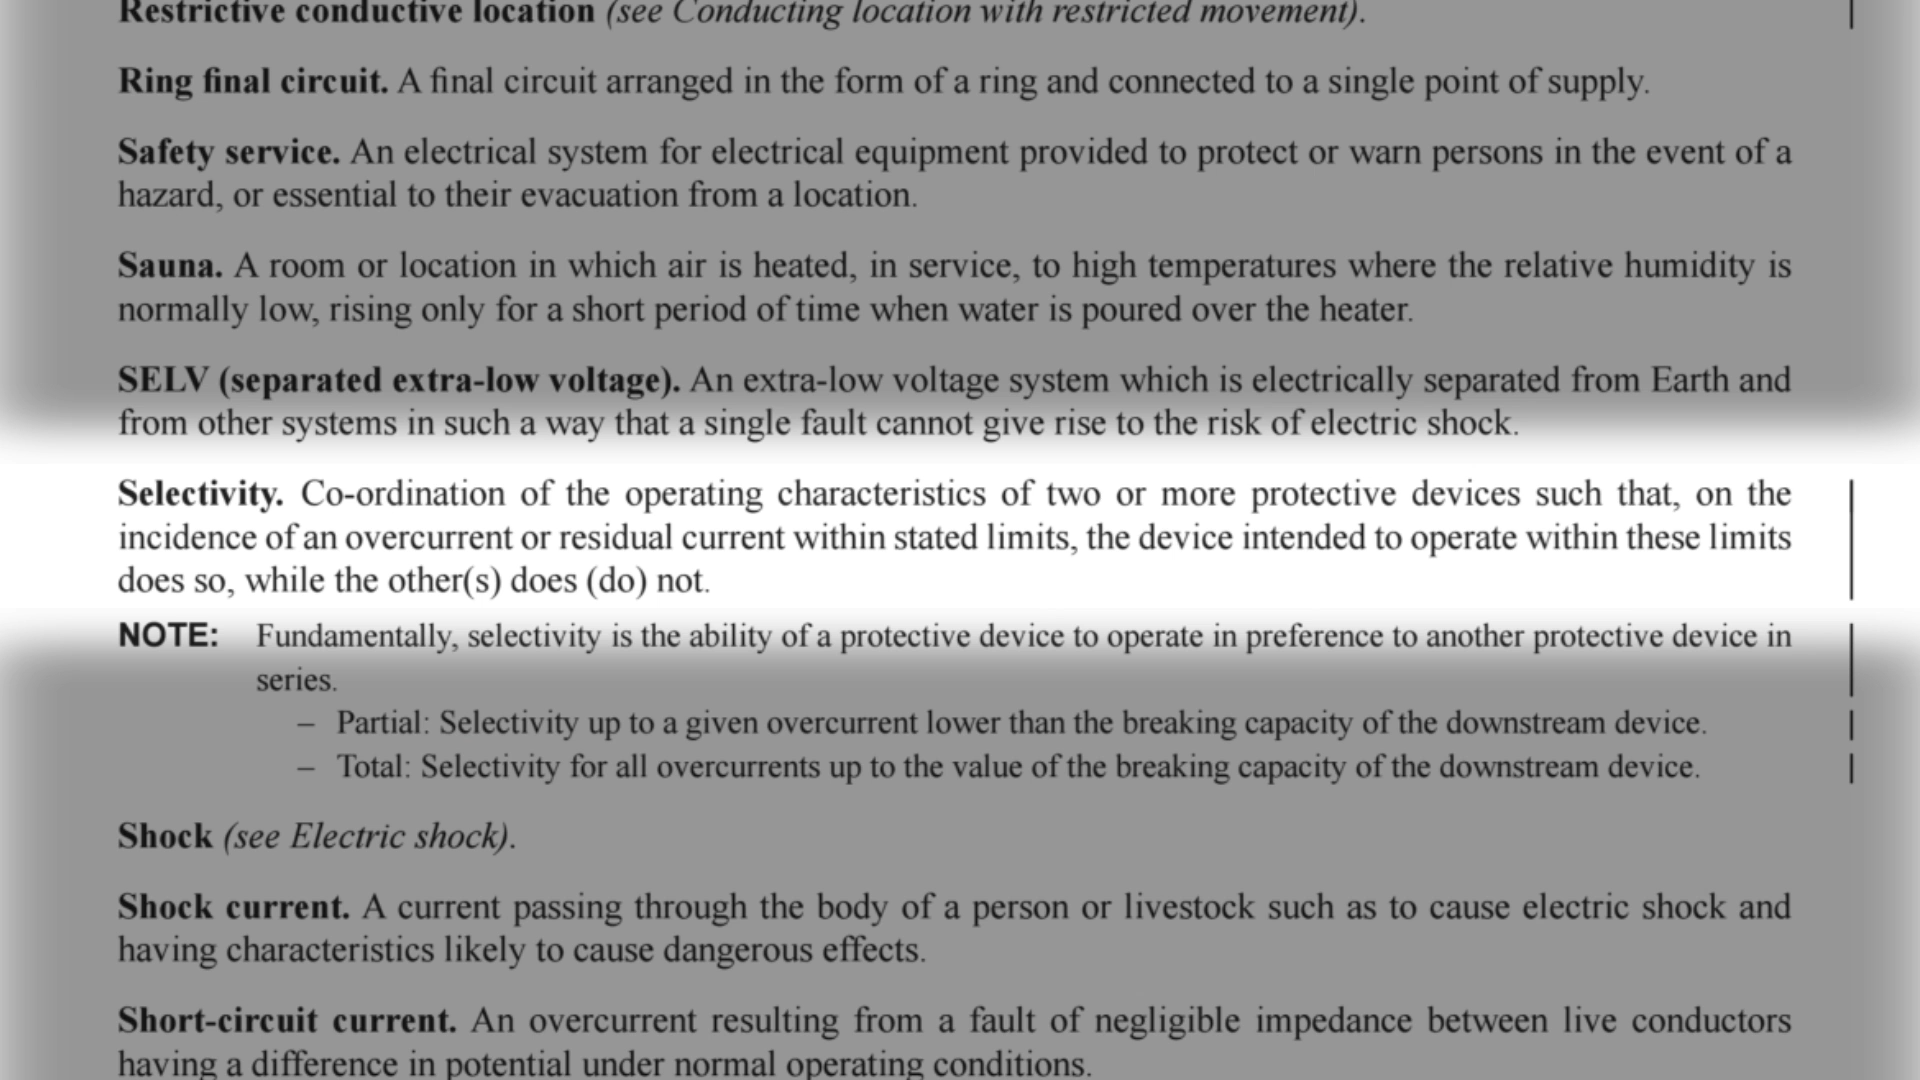 Restrictive conductive location (see Conducting location with restricted movement).
Ring final circuit. A final circuit arranged in the form of a ring and connected to a single point of supply.
Safety service. An electrical system for electrical equipment provided to protect or warn persons in the event of a
hazard, or essential to their evacuation from a location.
Sauna. A room or location in which air is heated, in service, to high temperatures where the relative humidity is
normally low, rising only for a short period of time when water is poured over the heater.
SELV (separated extra-low voltage). An extra-low voltage system which is electrically separated from Earth and
from other systems in such a way that a single fault cannot give rise to the risk of electric shock.
Selectivity. Co-ordination of the operating characteristics of two or more protective devices such that, on the
incidence of an overcurrent or residual current within stated limits, the device intended to operate within these limits
does so, while the other(s) does (do) not.
NOTE: Fundamentally, selectivity is the ability of a protective device to operate in preference to another protective device in
series.
– Partial: Selectivity up to a given overcurrent lower than the breaking capacity of the downstream device.
– Total: Selectivity for all overcurrents up to the value of the breaking capacity of the downstream device.
Shock (see Electric shock).
Shock current. A current passing through the body of a person or livestock such as to cause electric shock and
having characteristics likely to cause dangerous effects.
Short-circuit current. An overcurrent resulting from a fault of negligible impedance between live conductors
having a difference in potential under normal operating conditions.